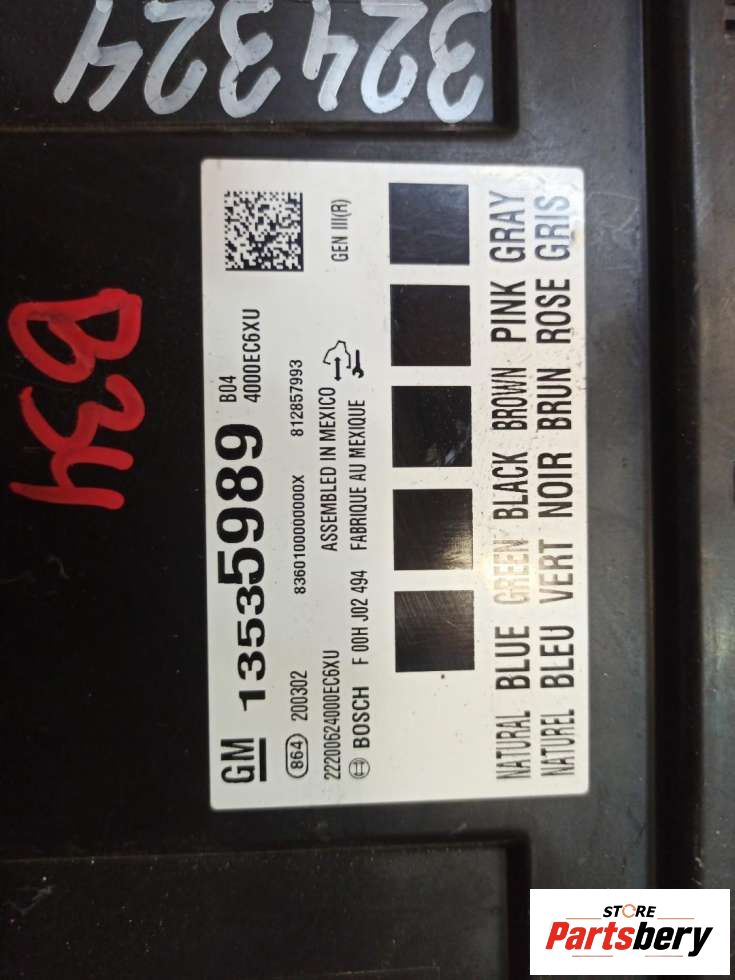 324324
B34
GM 13535989 B04
4000EC6XU
864 200302 83601000000000X 812857993
22200624000EC6XU ASSEMBLED IN MEXICO
BOSCH F 00H J02 494 FABRIQUE AU MEXIQUE
GEN III(R)
NATURAL BLUE GREEN BLACK BROWN PINK GRAY
NATUREL BLEU VERT NOIR BRUN ROSE GRIS
STORE
Partsbery